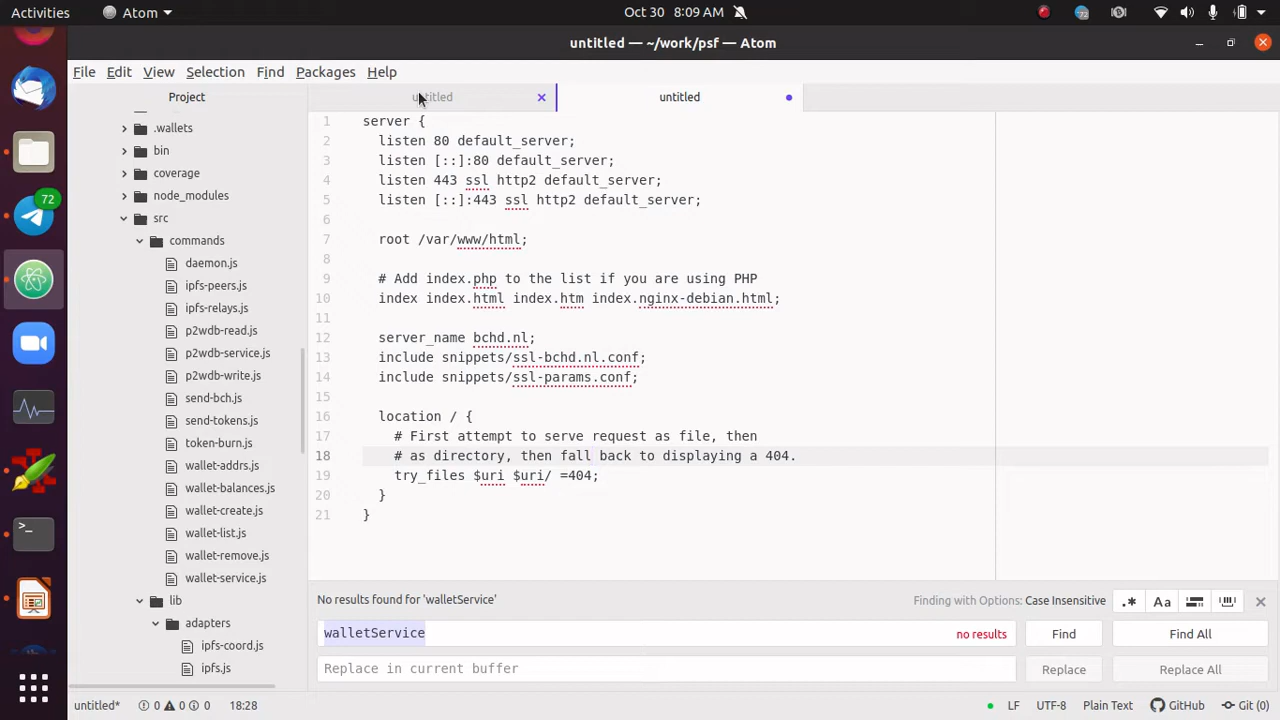 Activities
Atom
Oct 30 8:09 AM
72
untitled — ~/work/psf — Atom
File Edit View Selection Find Packages Help
Project
untitled
untitled
.wallets
bin
coverage
node_modules
src
commands
daemon.js
ipfs-peers.js
ipfs-relays.js
p2wdb-read.js
p2wdb-service.js
p2wdb-write.js
send-bch.js
send-tokens.js
token-burn.js
wallet-addrs.js
wallet-balances.js
wallet-create.js
wallet-list.js
wallet-remove.js
wallet-service.js
lib
adapters
ipfs-coord.js
ipfs.js
72
1 server {
2 listen 80 default_server;
3 listen [::]:80 default_server;
4 listen 443 ssl http2 default_server;
5 listen [::]:443 ssl http2 default_server;
6
7 root /var/www/html;
8
9 # Add index.php to the list if you are using PHP
10 index index.html index.htm index.nginx-debian.html;
11
12 server_name bchd.nl;
13 include snippets/ssl-bchd.nl.conf;
14 include snippets/ssl-params.conf;
15
16 location / {
17 # First attempt to serve request as file, then
18 # as directory, then fall back to displaying a 404.
19 try_files $uri $uri/ =404;
20 }
21 }
No results found for 'walletService'
Finding with Options: Case Insensitive
.* Aa
walletService
no results
Find
Find All
Replace in current buffer
Replace
Replace All
untitled* 0 0 0 18:28
LF UTF-8 Plain Text GitHub Git (0)